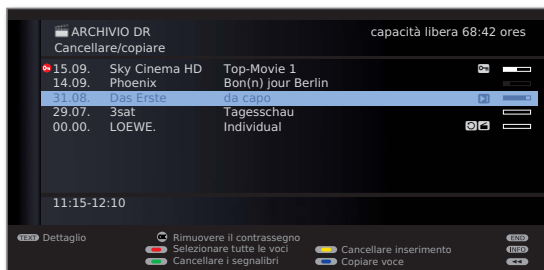 ARCHIVIO DR capacità libera 68:42 ores
Cancellare/copiare
15.09. Sky Cinema HD Top-Movie 1
14.09. Phoenix Bon(n) jour Berlin
31.08. Das Erste da capo
29.07. 3sat Tagesschau
00.00. LOEWE. Individual
11:15-12:10
TEXT Dettaglio Rimuovere il contrassegno END
Selezionare tutte le voci Cancellare inserimento INFO
Cancellare i segnalibri Copiare voce